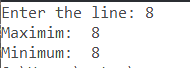 Enter the line: 8
Maximim:  8
Minimum:  8